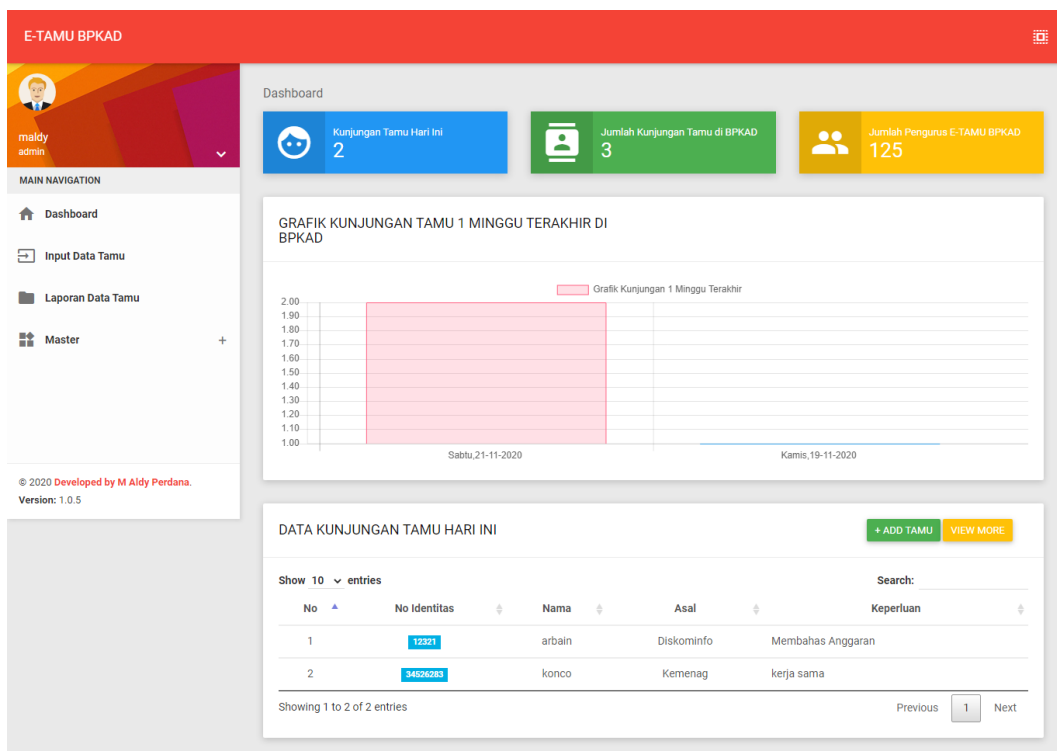 E-TAMU BPKAD
maldy
admin
MAIN NAVIGATION
Dashboard
Input Data Tamu
Laporan Data Tamu
Master +
© 2020 Developed by M Aldy Perdana.
Version: 1.0.5
Dashboard
Kunjungan Tamu Hari Ini
2
Jumlah Kunjungan Tamu di BPKAD
3
Jumlah Pengurus E-TAMU BPKAD
125
GRAFIK KUNJUNGAN TAMU 1 MINGGU TERAKHIR DI
BPKAD
Grafik Kunjungan 1 Minggu Terakhir
2.00
1.90
1.80
1.70
1.60
1.50
1.40
1.30
1.20
1.10
1.00
Sabtu,21-11-2020 Kamis,19-11-2020
DATA KUNJUNGAN TAMU HARI INI + ADD TAMU VIEW MORE
Show 10 entries Search:
No No Identitas Nama Asal Keperluan
1 12321 arbain Diskominfo Membahas Anggaran
2 34526283 konco Kemenag kerja sama
Showing 1 to 2 of 2 entries Previous 1 Next